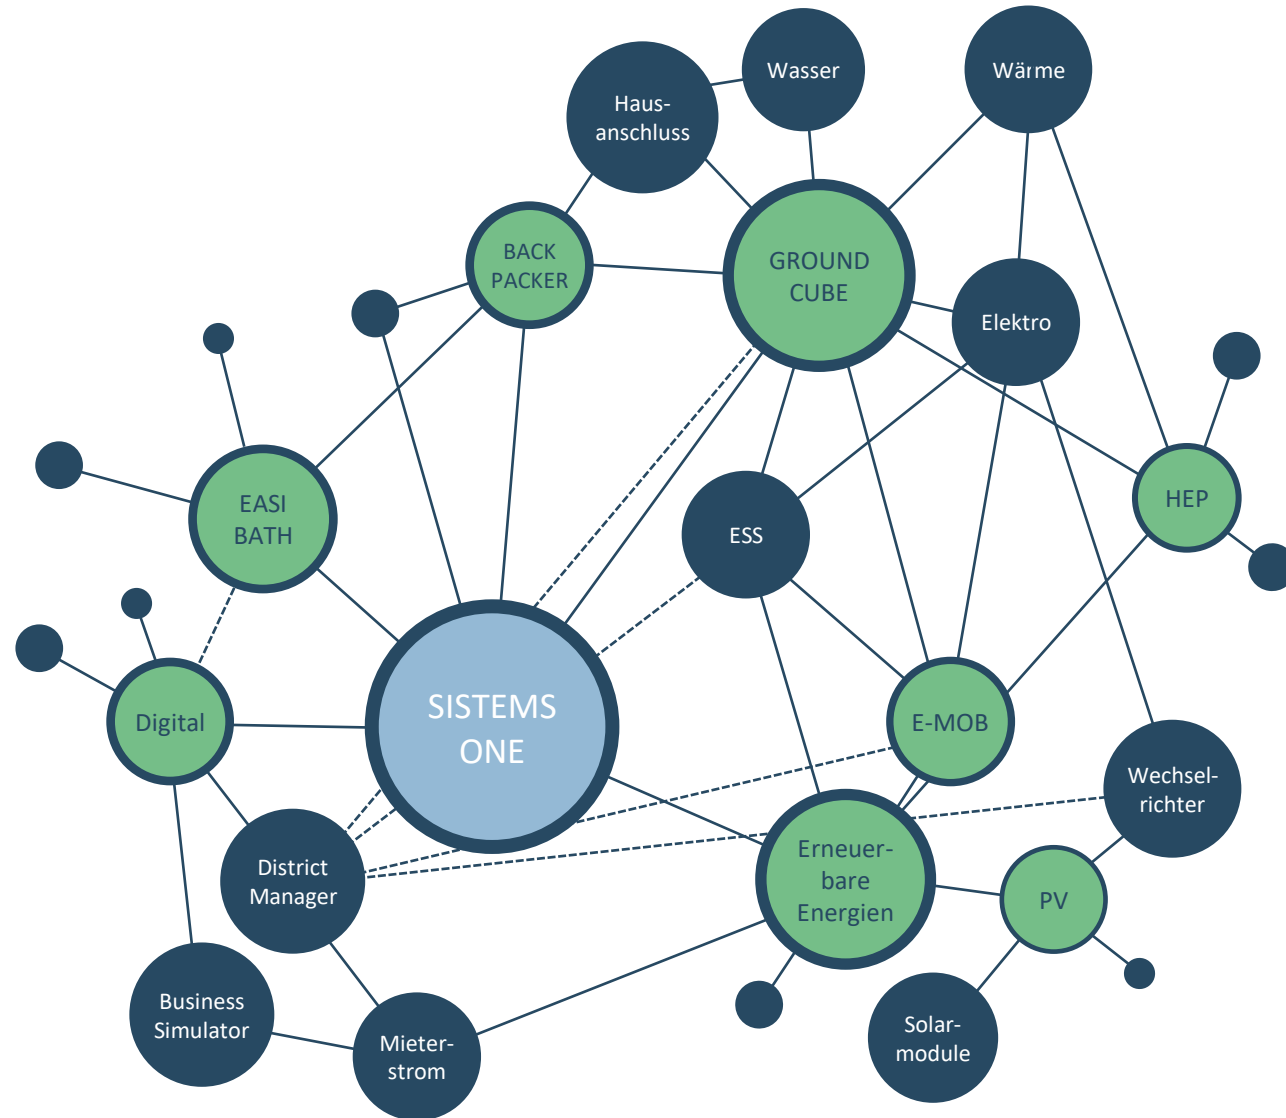 Wasser
Wärme
Haus-
anschluss
BACK
PACKER
GROUND
CUBE
Elektro
EASI
BATH
HEP
ESS
SISTEMS
ONE
Digital
E-MOB
Wechsel-
richter
District
Manager
Erneuer-
bare
Energien
PV
Business
Simulator
Mieter-
strom
Solar-
module